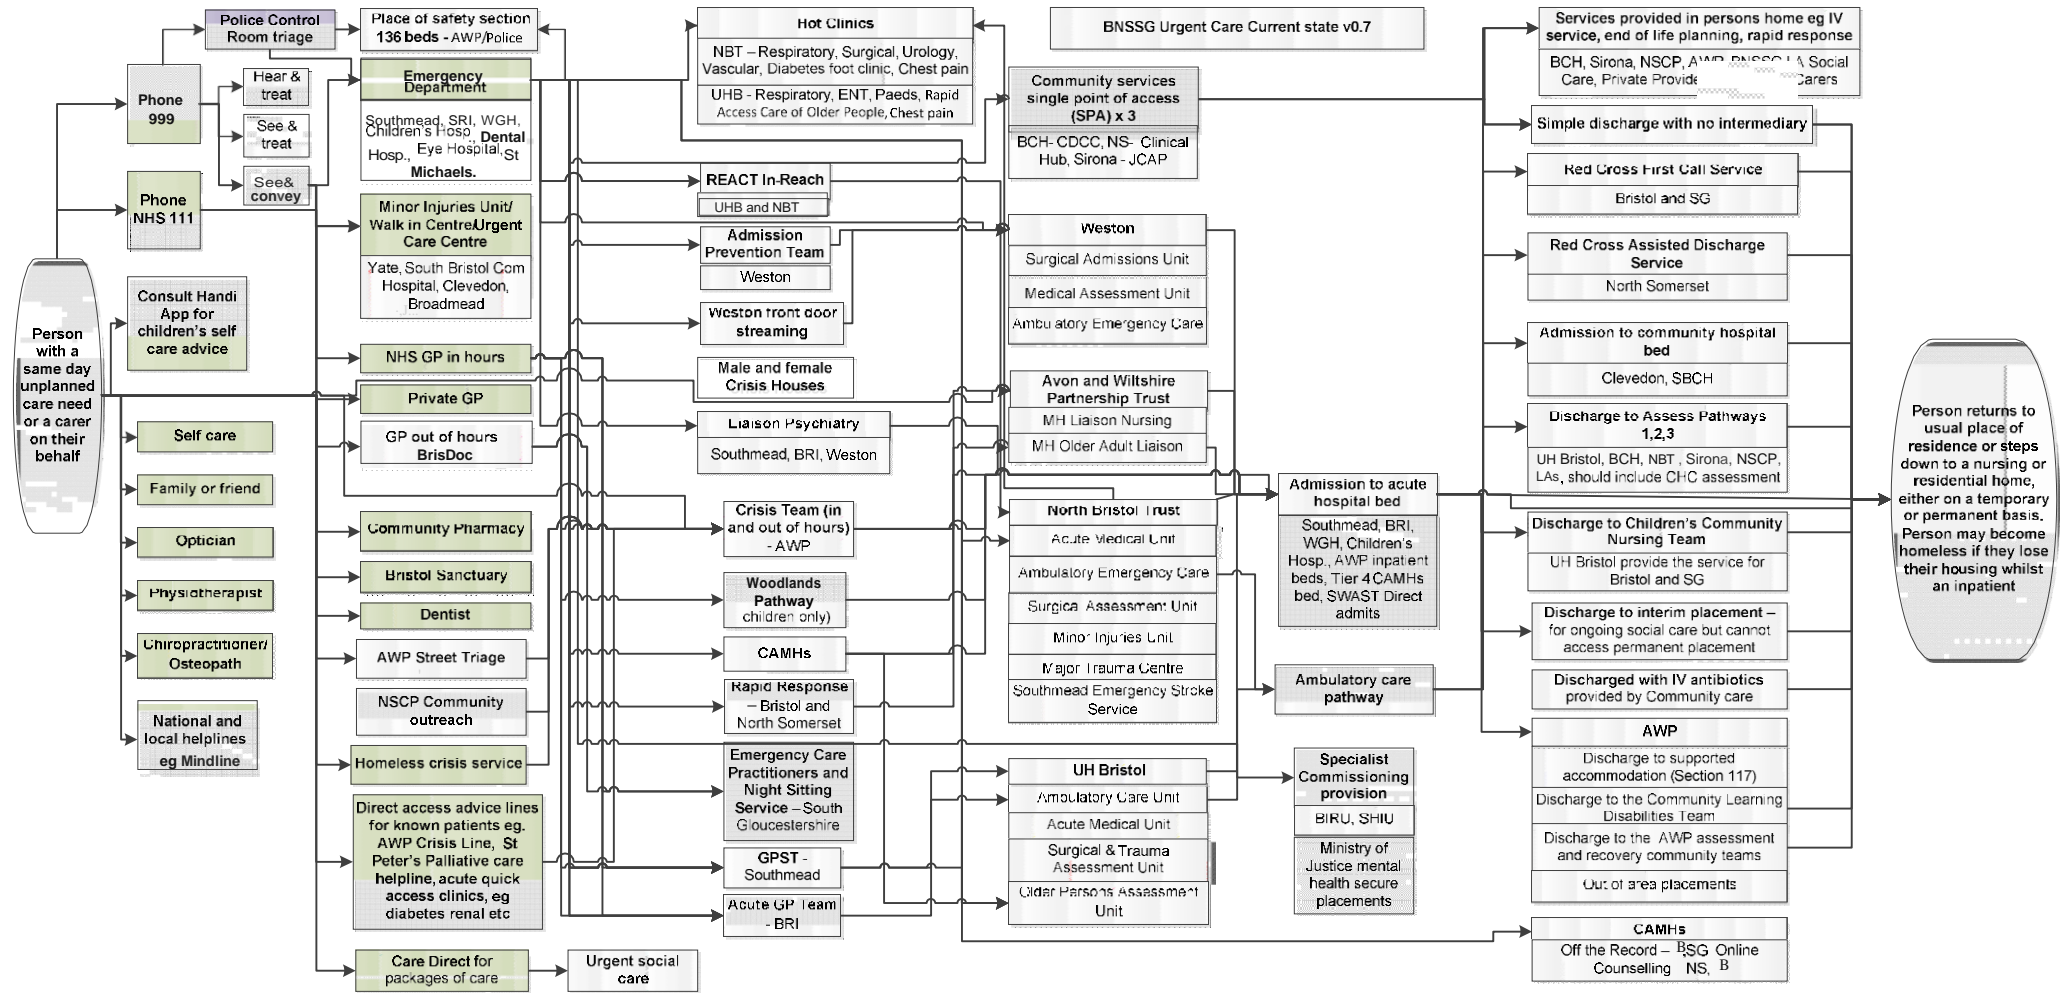 Police Control
Room triage
Place of safety section
136 beds - AWP/Police
Hot Clinics
NBT – Respiratory, Surgical, Urology,
Vascular, Diabetes foot clinic, Chest pain
UHB - Respiratory, ENT, Paeds, Rapid
Access Care of Older People, Chest pain
BNSSG Urgent Care Current state v0.7
Services provided in persons home eg IV
service, end of life planning, rapid response
BCH, Sirona, NSCP, AWP, BNSSG LA Social
Care, Private Carers
Phone
999
Hear &
treat
See &
treat
See&
convey
Emergency
Department
Southmead, SRI, WGH,
Children's Hosp., Dental
Hosp., Eye Hospital, St
Michaels.
Community services
single point of access
(SPA) x 3
BCH- CDCC, NS- Clinical
Hub, Sirona - JCAP
Simple discharge with no intermediary
Phone
NHS 111
Minor Injuries Unit/
Walk in Centre/Urgent
Care Centre
Yate, South Bristol Com
Hospital, Clevedon,
Broadmead
REACT In-Reach
UHB and NBT
Admission
Prevention Team
Weston
Weston front door
streaming
Male and female
Crisis Houses
Weston
Surgical Admissions Unit
Medical Assessment Unit
Ambulatory Emergency Care
Red Cross First Call Service
Bristol and SG
Red Cross Assisted Discharge
Service
North Somerset
Person
with a
same day
unplanned
care need
or a carer
on their
behalf
Consult Handi
App for
children's self
care advice
NHS GP in hours
Private GP
GP out of hours
BrisDoc
Liaison Psychiatry
Southmead, BRI, Weston
Avon and Wiltshire
Partnership Trust
MH Liaison Nursing
MH Older Adult Liaison
Admission to community hospital
bed
Clevedon, SBCH
Discharge to Assess Pathways
1,2,3
UH Bristol, BCH, NBT , Sirona, NSCP,
LAs, should include CHC assessment
Self care
Family or friend
Optician
Physiotherapist
Chiropractitioner/
Osteopath
National and
local helplines
eg Mindline
Community Pharmacy
Bristol Sanctuary
Dentist
AWP Street Triage
NSCP Community
outreach
Homeless crisis service
Direct access advice lines
for known patients eg.
AWP Crisis Line, St
Peter's Palliative care
helpline, acute quick
access clinics, eg
diabetes renal etc
Care Direct for
packages of care
Urgent social
care
Crisis Team (in
and out of hours)
- AWP
Woodlands
Pathway
children only)
CAMHs
Rapid Response
– Bristol and
North Somerset
Emergency Care
Practitioners and
Night Sitting
Service – South
Gloucestershire
GPST -
Southmead
Acute GP Team
- BRI
North Bristol Trust
Acute Medical Unit
Ambulatory Emergency Care
Surgical Assessment Unit
Minor Injuries Unit
Major Trauma Centre
Southmead Emergency Stroke
Service
UH Bristol
Ambulatory Care Unit
Acute Medical Unit
Surgical & Trauma
Assessment Unit
Older Persons Assessment
Unit
Admission to acute
hospital bed
Southmead, BRI,
WGH, Children's
Hosp., AWP inpatient
beds, Tier 4 CAMHs
bed, SWAST Direct
admits
Ambulatory care
pathway
Specialist
Commissioning
provision
BIRU, SHIU
Ministry of
Justice mental
health secure
placements
Discharge to Children's Community
Nursing Team
UH Bristol provide the service for
Bristol and SG
Discharge to interim placement –
for ongoing social care but cannot
access permanent placement
Discharged with IV antibiotics
provided by Community care
AWP
Discharge to supported
accommodation (Section 117)
Discharge to the Community Learning
Disabilities Team
Discharge to the AWP assessment
and recovery community teams
Out of area placements
CAMHs
Off the Record – B,SG Online
Counselling NS, B
Person returns to
usual place of
residence or steps
down to a nursing or
residential home,
either on a temporary
or permanent basis.
Person may become
homeless if they lose
their housing whilst
an inpatient